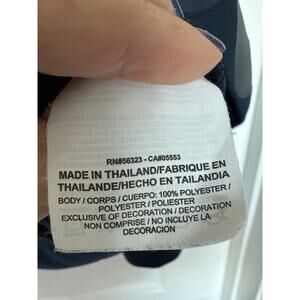 RN#56323 - CA#05553
MADE IN THAILAND/FABRIQUE EN
THAILANDE/HECHO EN TAILANDIA
BODY / CORPS / CUERPO: 100% POLYESTER /
POLYESTER / POLIESTER
EXCLUSIVE OF DECORATION / DECORATION
NON COMPRISE / NO INCLUYE LA
DECORACION